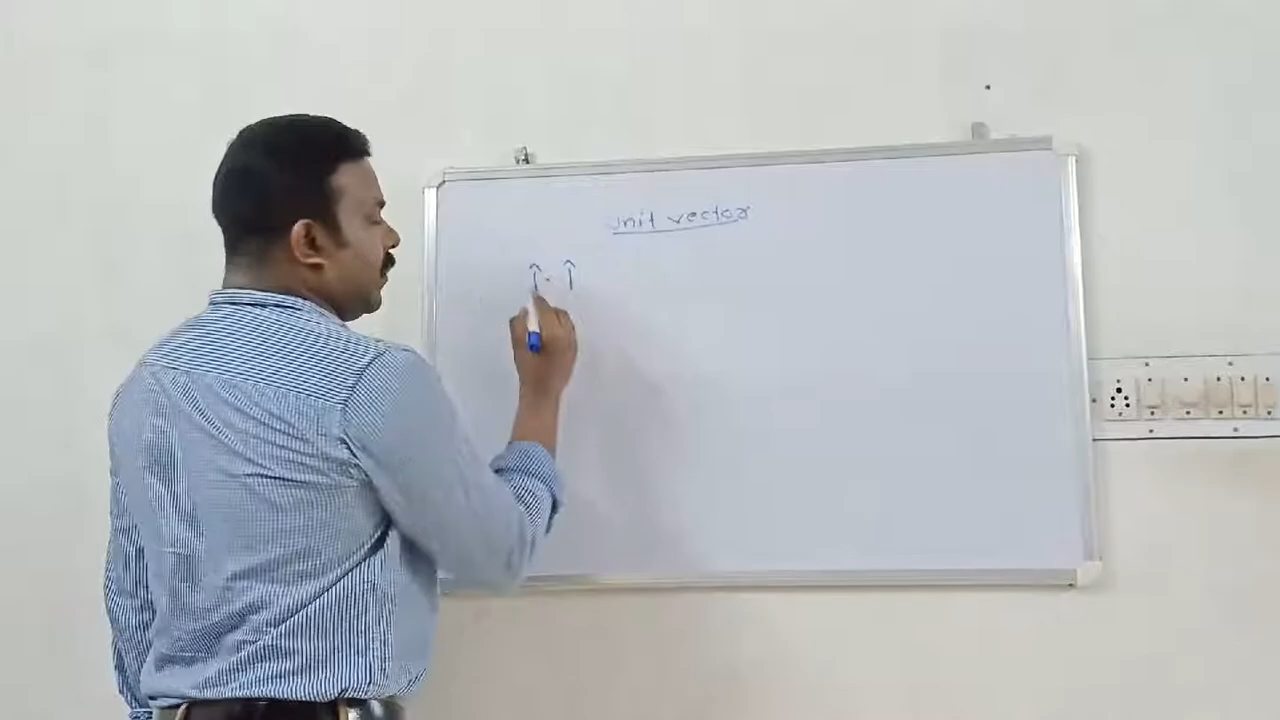 unit vector
î · î